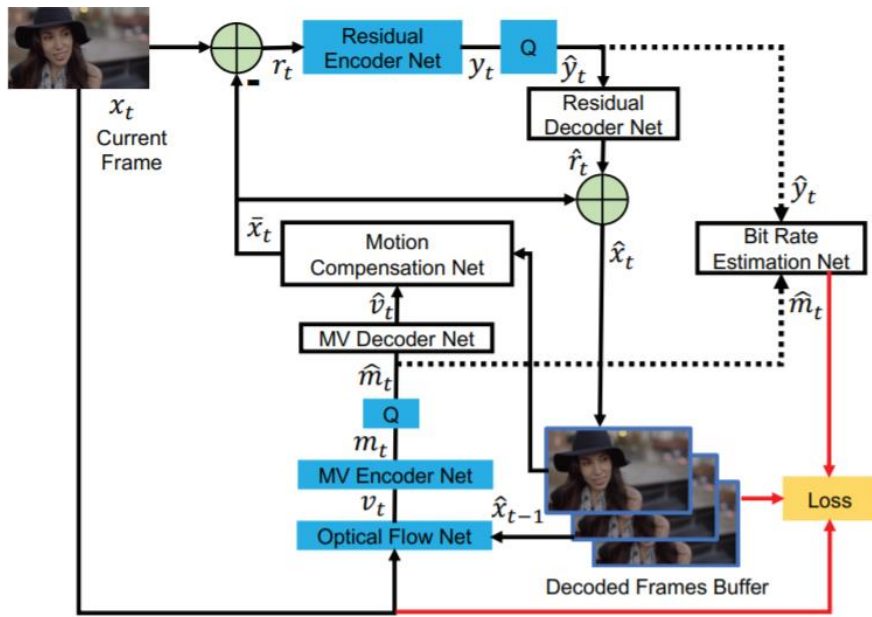 x_t
Current
Frame
-
r_t
Residual
Encoder Net
y_t
Q
ŷ_t
Residual
Decoder Net
r̂_t
ŷ_t
x̄_t
Motion
Compensation Net
x̂_t
Bit Rate
Estimation Net
v̂_t
m̂_t
MV Decoder Net
m̂_t
Q
m_t
MV Encoder Net
v_t
x̂_{t-1}
Optical Flow Net
Loss
Decoded Frames Buffer